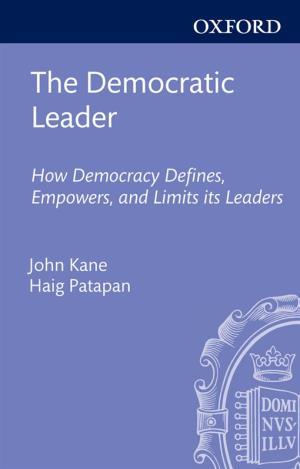 OXFORD
The Democratic
Leader
How Democracy Defines,
Empowers, and Limits its Leaders
John Kane
Haig Patapan
DOMI
NVS·
ILLV